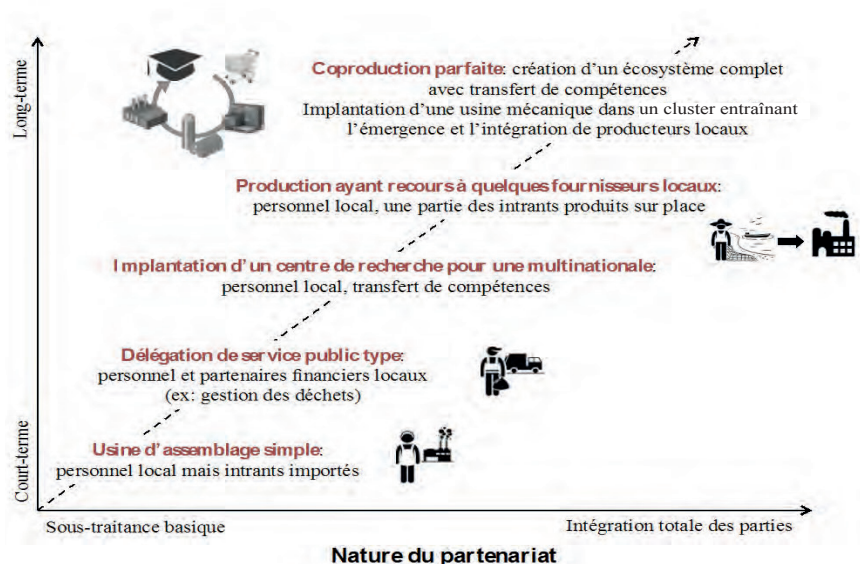 Long-terme
Coproduction parfaite: création d'un écosystème complet
avec transfert de compétences
Implantation d'une usine mécanique dans un cluster entraînant
l'émergence et l'intégration de producteurs locaux
Production ayant recours à quelques fournisseurs locaux:
personnel local, une partie des intrants produits sur place
Implantation d'un centre de recherche pour une multinationale:
personnel local, transfert de compétences
Délégation de service public type:
personnel et partenaires financiers locaux
(ex: gestion des déchets)
Usine d'assemblage simple:
personnel local mais intrants importés
Court-terme
Sous-traitance basique
Intégration totale des parties
Nature du partenariat